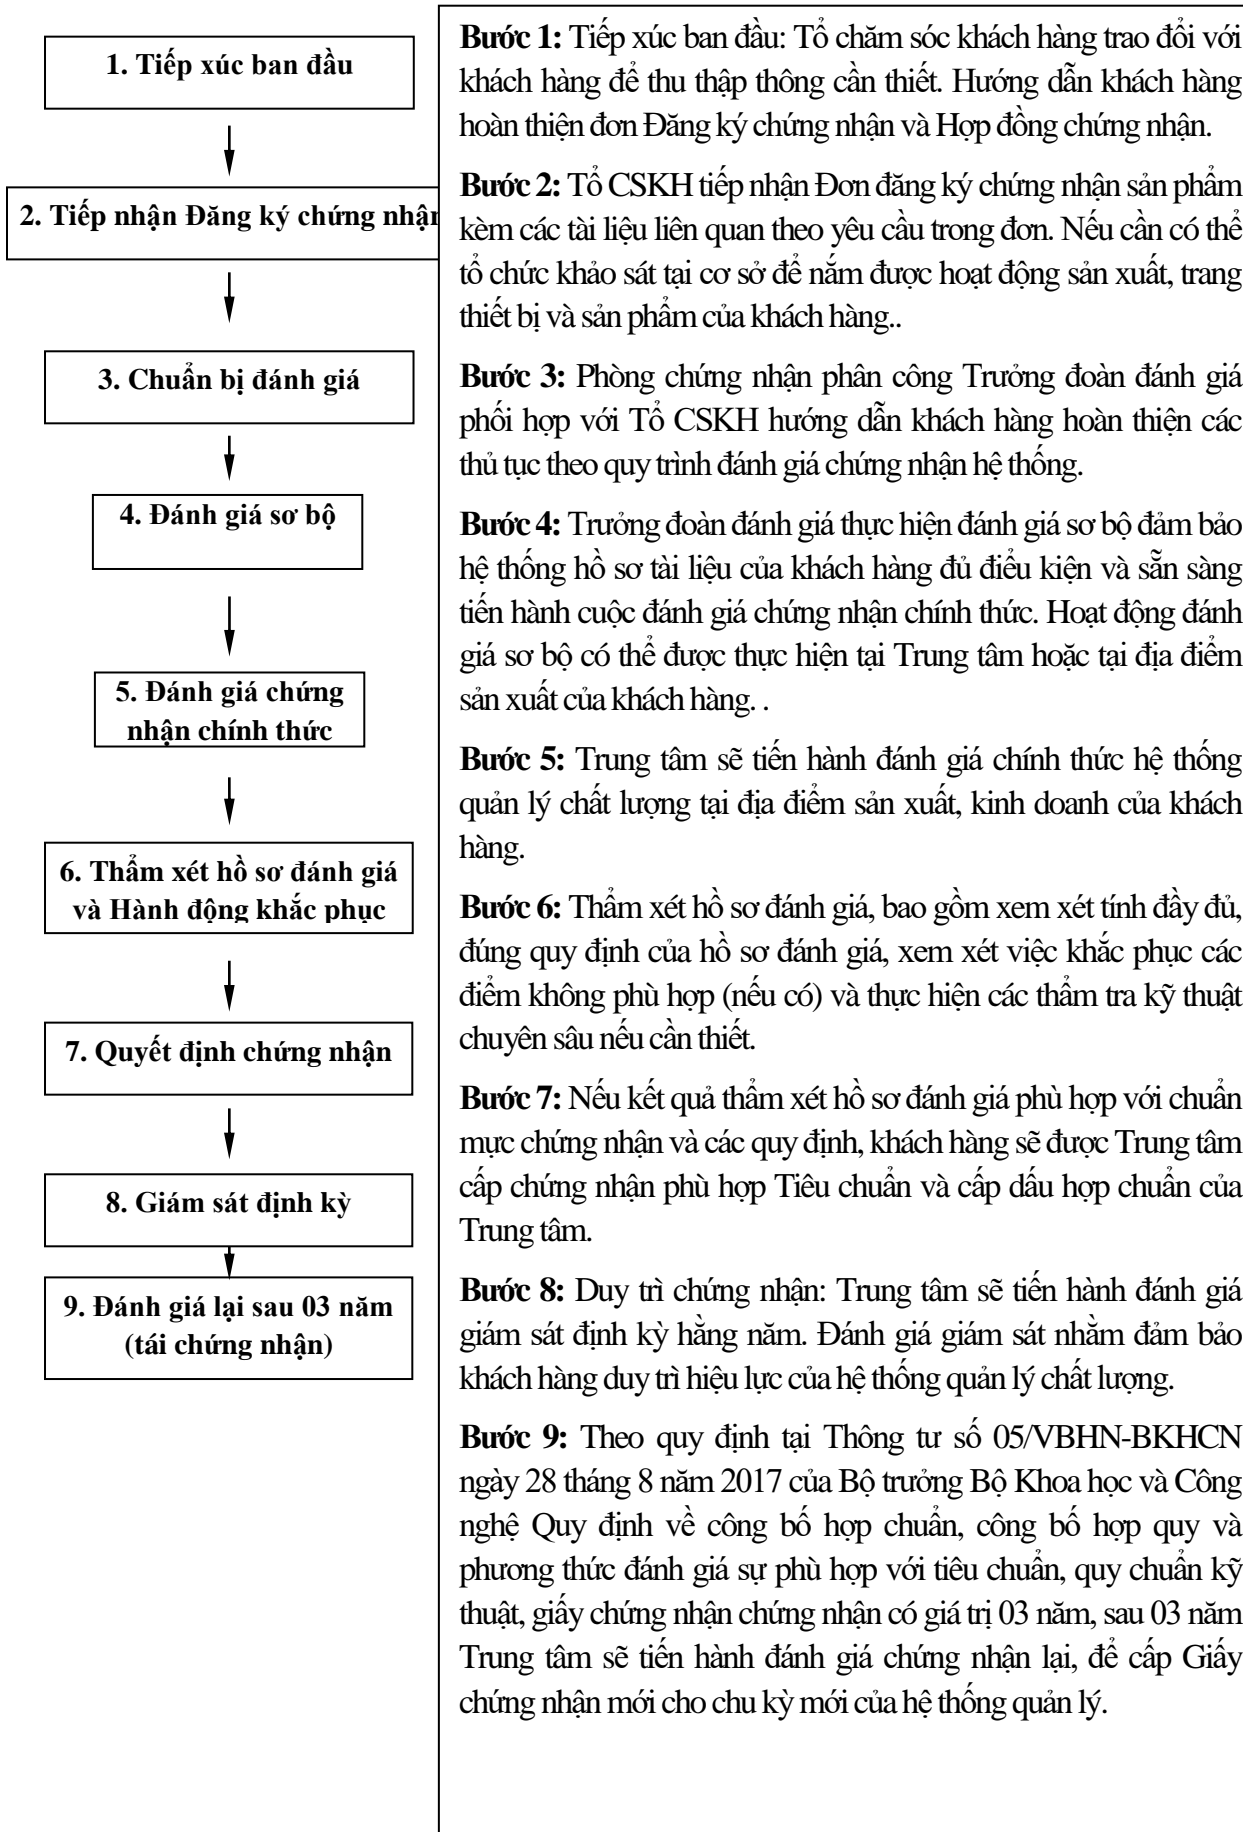 1. Tiếp xúc ban đầu
2. Tiếp nhận Đăng ký chứng nhận
3. Chuẩn bị đánh giá
4. Đánh giá sơ bộ
5. Đánh giá chứng
nhận chính thức
6. Thẩm xét hồ sơ đánh giá
và Hành động khắc phục
7. Quyết định chứng nhận
8. Giám sát định kỳ
9. Đánh giá lại sau 03 năm
(tái chứng nhận)
Bước 1: Tiếp xúc ban đầu: Tổ chăm sóc khách hàng trao đổi với
khách hàng để thu thập thông cần thiết. Hướng dẫn khách hàng
hoàn thiện đơn Đăng ký chứng nhận và Hợp đồng chứng nhận.
Bước 2: Tổ CSKH tiếp nhận Đơn đăng ký chứng nhận sản phẩm
kèm các tài liệu liên quan theo yêu cầu trong đơn. Nếu cần có thể
tổ chức khảo sát tại cơ sở để nắm được hoạt động sản xuất, trang
thiết bị và sản phẩm của khách hàng..
Bước 3: Phòng chứng nhận phân công Trưởng đoàn đánh giá
phối hợp với Tổ CSKH hướng dẫn khách hàng hoàn thiện các
thủ tục theo quy trình đánh giá chứng nhận hệ thống.
Bước 4: Trưởng đoàn đánh giá thực hiện đánh giá sơ bộ đảm bảo
hệ thống hồ sơ tài liệu của khách hàng đủ điểu kiện và sẵn sàng
tiến hành cuộc đánh giá chứng nhận chính thức. Hoạt động đánh
giá sơ bộ có thể được thực hiện tại Trung tâm hoặc tại địa điểm
sản xuất của khách hàng. .
Bước 5: Trung tâm sẽ tiến hành đánh giá chính thức hệ thống
quản lý chất lượng tại địa điểm sản xuất, kinh doanh của khách
hàng.
Bước 6: Thẩm xét hồ sơ đánh giá, bao gồm xem xét tính đầy đủ,
đúng quy định của hồ sơ đánh giá, xem xét việc khắc phục các
điểm không phù hợp (nếu có) và thực hiện các thẩm tra kỹ thuật
chuyên sâu nếu cần thiết.
Bước 7: Nếu kết quả thẩm xét hồ sơ đánh giá phù hợp với chuẩn
mực chứng nhận và các quy định, khách hàng sẽ được Trung tâm
cấp chứng nhận phù hợp Tiêu chuẩn và cấp dấu hợp chuẩn của
Trung tâm.
Bước 8: Duy trì chứng nhận: Trung tâm sẽ tiến hành đánh giá
giám sát định kỳ hằng năm. Đánh giá giám sát nhằm đảm bảo
khách hàng duy trì hiệu lực của hệ thống quản lý chất lượng.
Bước 9: Theo quy định tại Thông tư số 05/VBHN-BKHCN
ngày 28 tháng 8 năm 2017 của Bộ trưởng Bộ Khoa học và Công
nghệ Quy định về công bố hợp chuẩn, công bố hợp quy và
phương thức đánh giá sự phù hợp với tiêu chuẩn, quy chuẩn kỹ
thuật, giấy chứng nhận chứng nhận có giá trị 03 năm, sau 03 năm
Trung tâm sẽ tiến hành đánh giá chứng nhận lại, để cấp Giấy
chứng nhận mới cho chu kỳ mới của hệ thống quản lý.